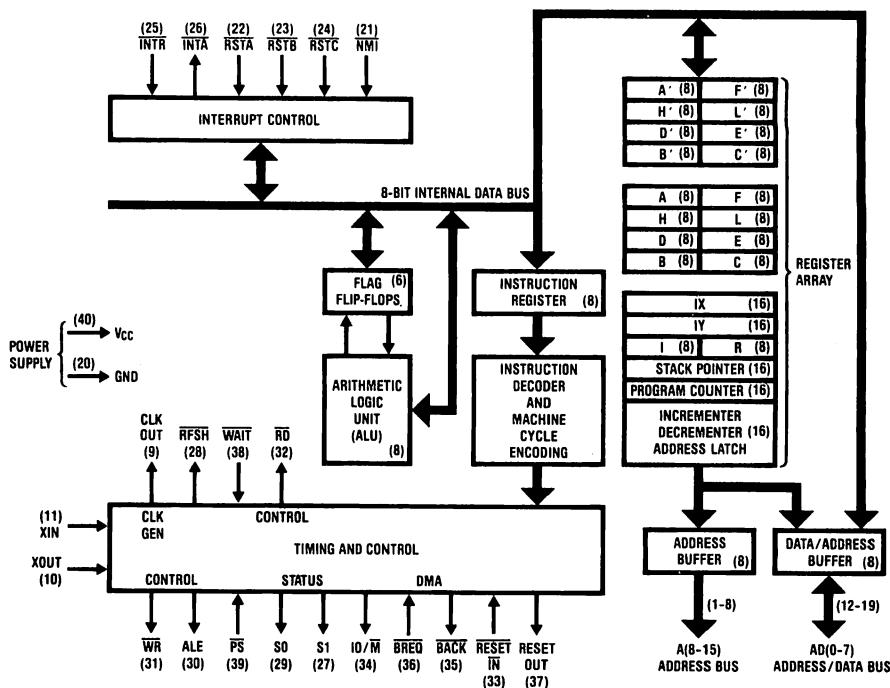 (25) (26) (22) (23) (24) (21)
INTR INTA RSTA RSTB RSTC NMI
INTERRUPT CONTROL
8-BIT INTERNAL DATA BUS
A' (8) F' (8)
H' (8) L' (8)
D' (8) E' (8)
B' (8) C' (8)
A (8) F (8)
H (8) L (8)
D (8) E (8)
B (8) C (8)
IX (16)
IY (16)
I (8) R (8)
STACK POINTER (16)
PROGRAM COUNTER (16)
INCREMENTER
DECREMENTER (16)
ADDRESS LATCH
REGISTER
ARRAY
FLAG (6)
FLIP-FLOPS
INSTRUCTION
REGISTER (8)
ARITHMETIC
LOGIC
UNIT
(ALU) (8)
INSTRUCTION
DECODER
AND
MACHINE
CYCLE
ENCODING
POWER
SUPPLY
(40) VCC
(20) GND
CLK
OUT RFSH WAIT RD
(9) (28) (38) (32)
(11)
XIN
XOUT
(10)
CLK
GEN
CONTROL
TIMING AND CONTROL
CONTROL STATUS DMA
WR ALE PS S0 S1 IO/M BREQ BACK RESET RESET
IN OUT
(31) (30) (39) (29) (27) (34) (36) (35) (33) (37)
ADDRESS
BUFFER (8)
DATA/ADDRESS
BUFFER (8)
(1-8) (12-19)
A(8-15)
ADDRESS BUS
AD(0-7)
ADDRESS/DATA BUS